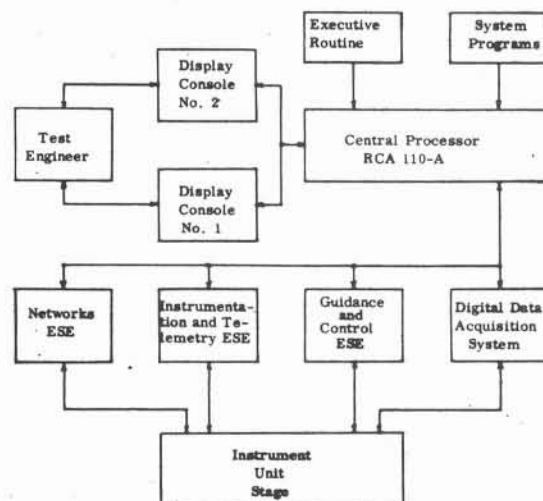 Executive
Routine
System
Programs
Display
Console
No. 2
Test
Engineer
Central Processor
RCA 110-A
Display
Console
No. 1
Networks
ESE
Instrumenta-
tion and Te-
lemetry ESE
Guidance
and
Control
ESE
Digital Data
Acquisition
System
Instrument
Unit
Stage